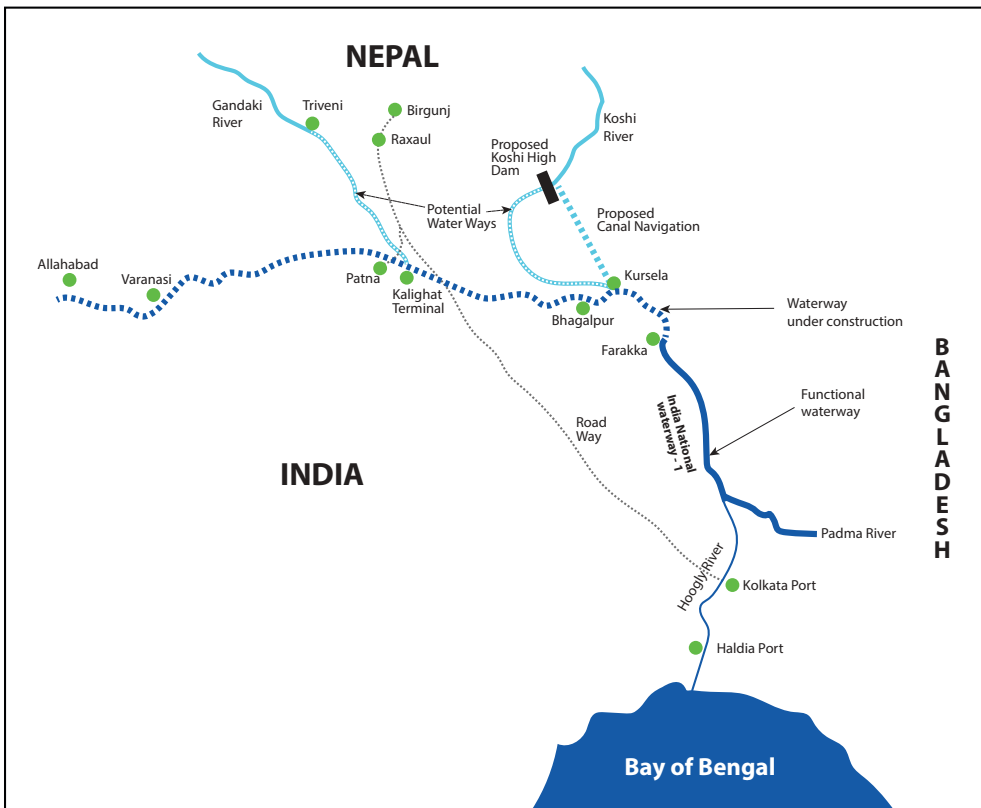 NEPAL
Gandaki
River
Triveni
Birgunj
Raxaul
Koshi
River
Proposed
Koshi High
Dam
Potential
Water Ways
Proposed
Canal Navigation
Allahabad
Varanasi
Patna
Kalighat
Terminal
Kursela
Bhagalpur
Waterway
under construction
Farakka
BANGLADESH
India National
waterway - 1
Functional
waterway
Road
Way
INDIA
Padma River
Hoogly River
Kolkata Port
Haldia Port
Bay of Bengal